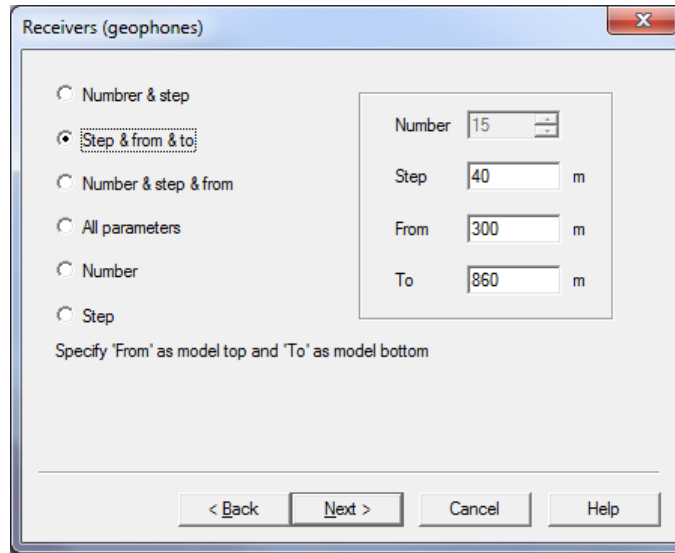 Receivers (geophones)
Numbrer & step
Step & from & to
Number & step & from
All parameters
Number
Step
Number 15
Step 40 m
From 300 m
To 860 m
Specify 'From' as model top and 'To' as model bottom
< Back Next > Cancel Help